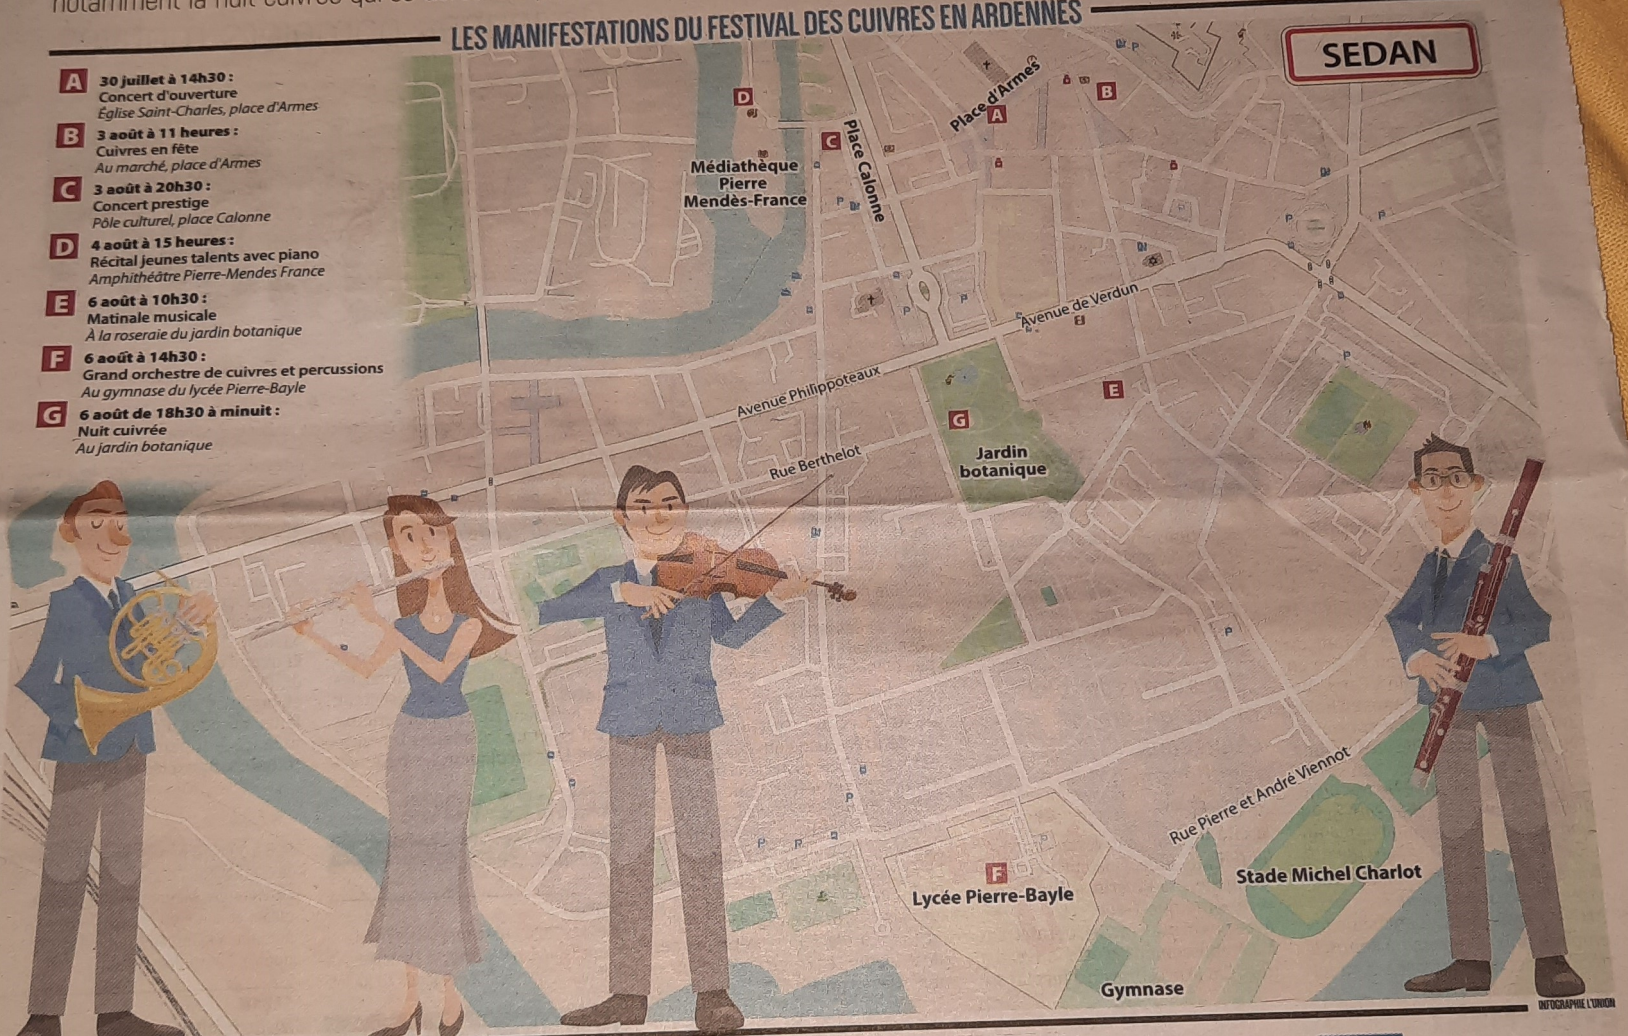 notamment la nuit
LES MANIFESTATIONS DU FESTIVAL DES CUIVRES EN ARDENNES
SEDAN
A 30 juillet à 14h30 :
Concert d'ouverture
Église Saint-Charles, place d'Armes
B 3 août à 11 heures :
Cuivres en fête
Au marché, place d'Armes
C 3 août à 20h30 :
Concert prestige
Pôle culturel, place Calonne
D 4 août à 15 heures :
Récital jeunes talents avec piano
Amphithéâtre Pierre-Mendes France
E 6 août à 10h30 :
Matinale musicale
À la roseraie du jardin botanique
F 6 août à 14h30 :
Grand orchestre de cuivres et percussions
Au gymnase du lycée Pierre-Bayle
G 6 août de 18h30 à minuit :
Nuit cuivrée
Au jardin botanique
D
C
Place d'Armes
A
B
Place Calonne
Médiathèque
Pierre
Mendès-France
Avenue de Verdun
Avenue Philippoteaux
E
G
Jardin
botanique
Rue Berthelot
Rue Pierre et André Viennot
F
Lycée Pierre-Bayle
Stade Michel Charlot
Gymnase
INFOGRAPHIE L'UNION